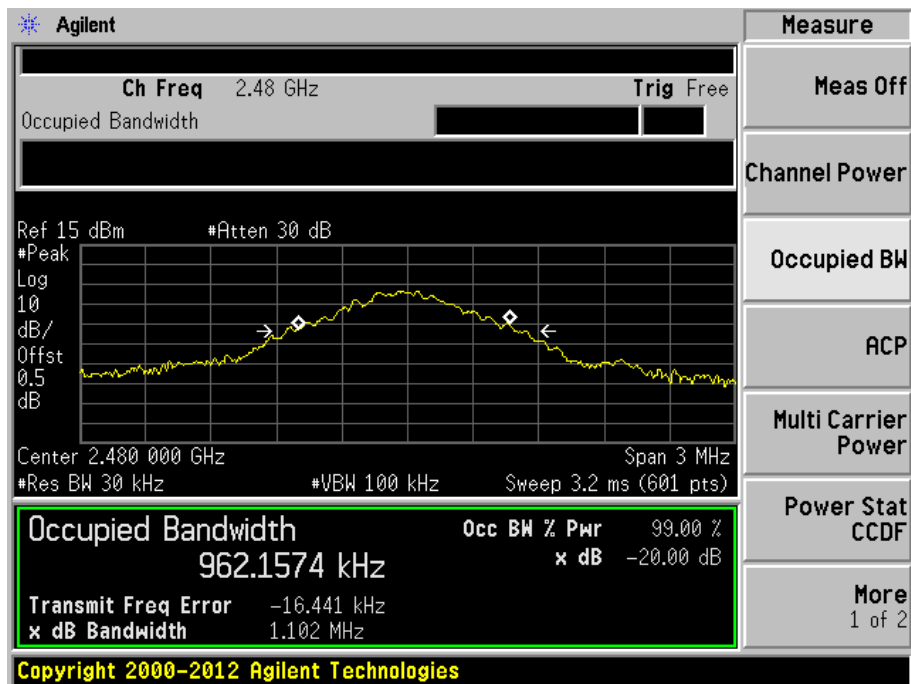 Agilent
Measure
Ch Freq 2.48 GHz Trig Free
Occupied Bandwidth
Meas Off
Channel Power
Occupied BW
ACP
Multi Carrier
Power
Power Stat
CCDF
More
1 of 2
Ref 15 dBm #Atten 30 dB
#Peak
Log
10
dB/
Offst
0.5
dB
Center 2.480 000 GHz Span 3 MHz
#Res BW 30 kHz #VBW 100 kHz Sweep 3.2 ms (601 pts)
Occupied Bandwidth
962.1574 kHz
Occ BW % Pwr 99.00 %
x dB -20.00 dB
Transmit Freq Error -16.441 kHz
x dB Bandwidth 1.102 MHz
Copyright 2000-2012 Agilent Technologies